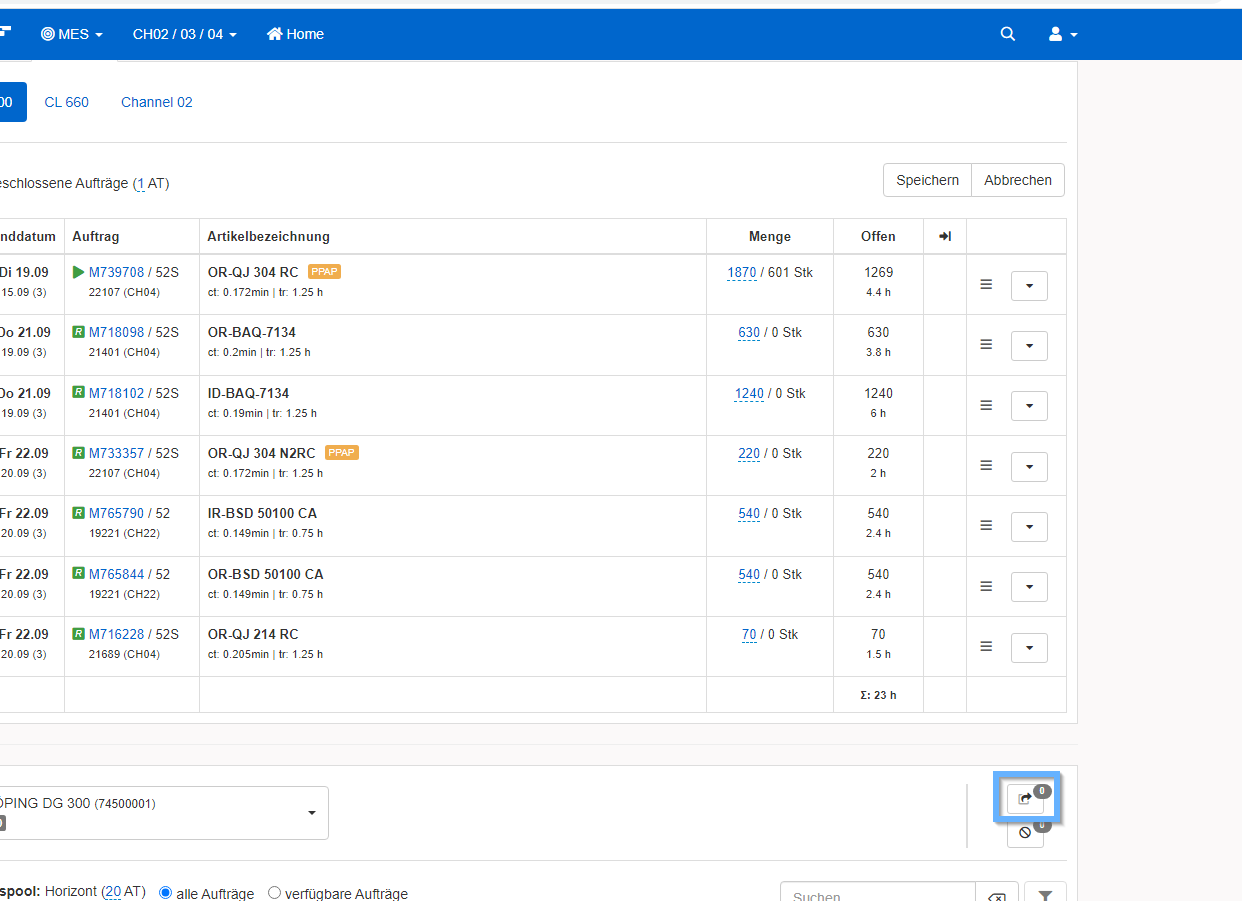 MES CH02 / 03 / 04 Home
00 CL 660 Channel 02
eschlossene Aufträge (1 AT) Speichern Abbrechen
nddatum Auftrag Artikelbezeichnung Menge Offen
Di 19.09 M739708 / 52S OR-QJ 304 RC PPAP 1870 / 601 Stk 1269
15.09 (3) 22107 (CH04) ct: 0.172min | tr: 1.25 h 4.4 h
Do 21.09 R M718098 / 52S OR-BAQ-7134 630 / 0 Stk 630
19.09 (3) 21401 (CH04) ct: 0.2min | tr: 1.25 h 3.8 h
Do 21.09 R M718102 / 52S ID-BAQ-7134 1240 / 0 Stk 1240
19.09 (3) 21401 (CH04) ct: 0.19min | tr: 1.25 h 6 h
Fr 22.09 R M733357 / 52S OR-QJ 304 N2RC PPAP 220 / 0 Stk 220
20.09 (3) 22107 (CH04) ct: 0.172min | tr: 1.25 h 2 h
Fr 22.09 R M765790 / 52 IR-BSD 50100 CA 540 / 0 Stk 540
20.09 (3) 19221 (CH22) ct: 0.149min | tr: 0.75 h 2.4 h
Fr 22.09 R M765844 / 52 OR-BSD 50100 CA 540 / 0 Stk 540
20.09 (3) 19221 (CH22) ct: 0.149min | tr: 0.75 h 2.4 h
Fr 22.09 R M716228 / 52S OR-QJ 214 RC 70 / 0 Stk 70
20.09 (3) 21689 (CH04) ct: 0.205min | tr: 1.25 h 1.5 h
Σ: 23 h
0
ÖPING DG 300 (74500001)
0
spool: Horizont (20 AT) alle Aufträge verfügbare Aufträge Suchen